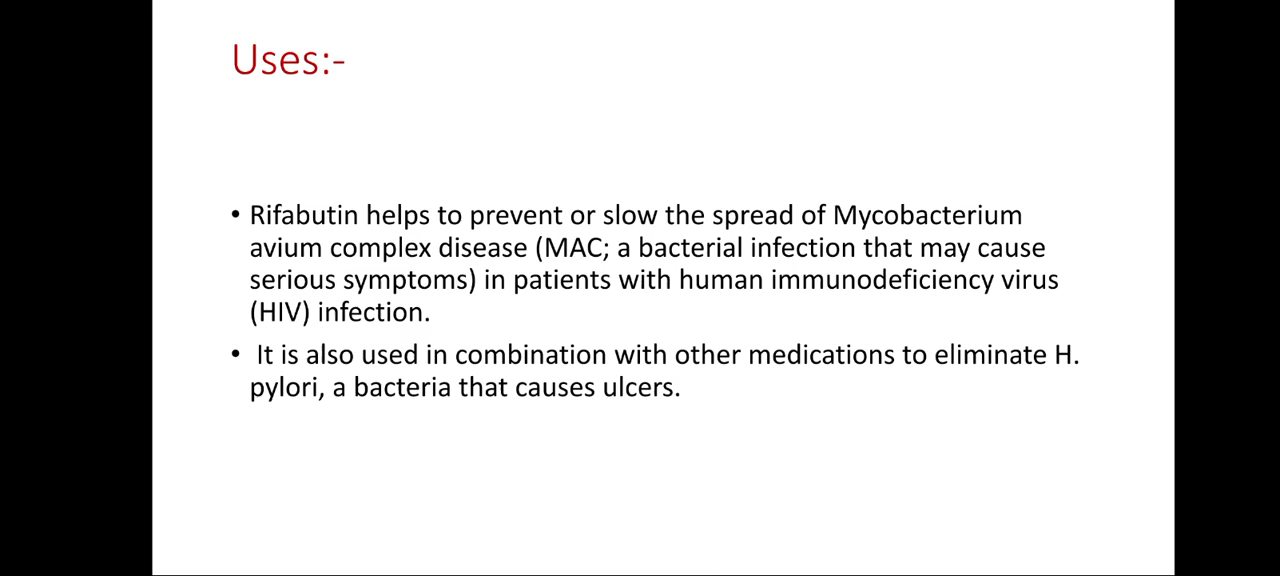 Uses:-
• Rifabutin helps to prevent or slow the spread of Mycobacterium
avium complex disease (MAC; a bacterial infection that may cause
serious symptoms) in patients with human immunodeficiency virus
(HIV) infection.
• It is also used in combination with other medications to eliminate H.
pylori, a bacteria that causes ulcers.